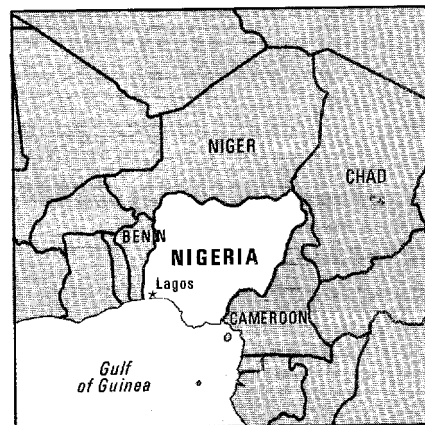 NIGER
CHAD
BENIN
NIGERIA
Lagos
CAMEROON
Gulf
of Guinea